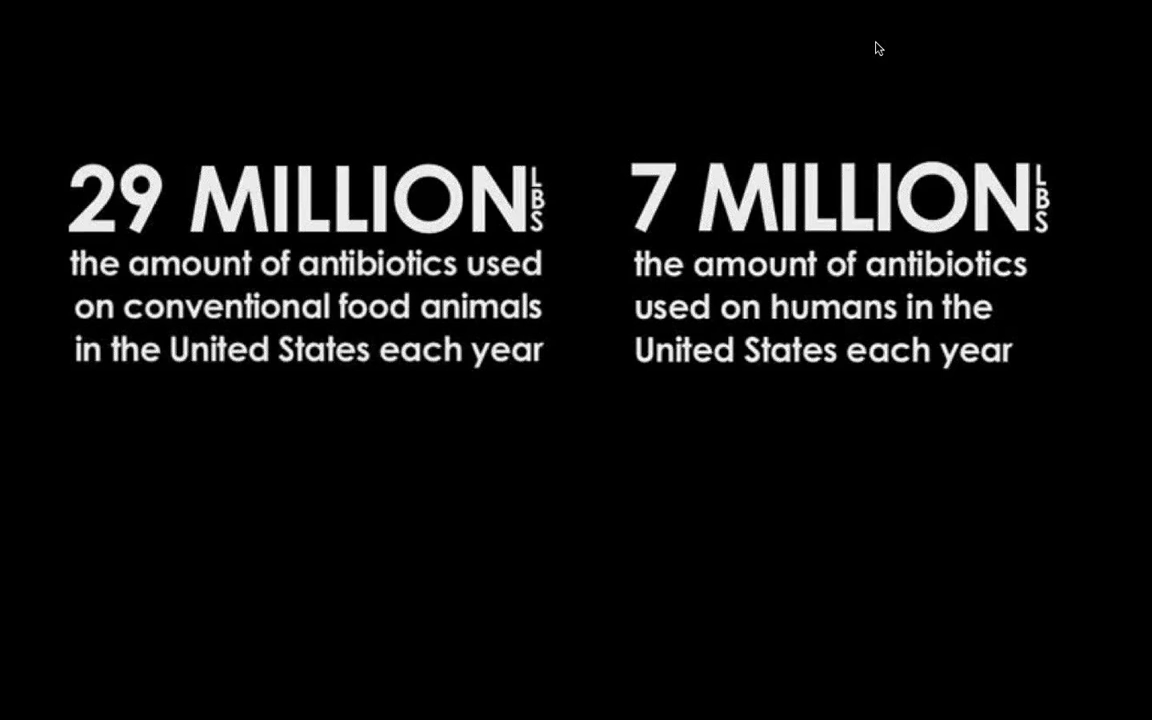 29 MILLION LBS
the amount of antibiotics used
on conventional food animals
in the United States each year
7 MILLION LBS
the amount of antibiotics
used on humans in the
United States each year